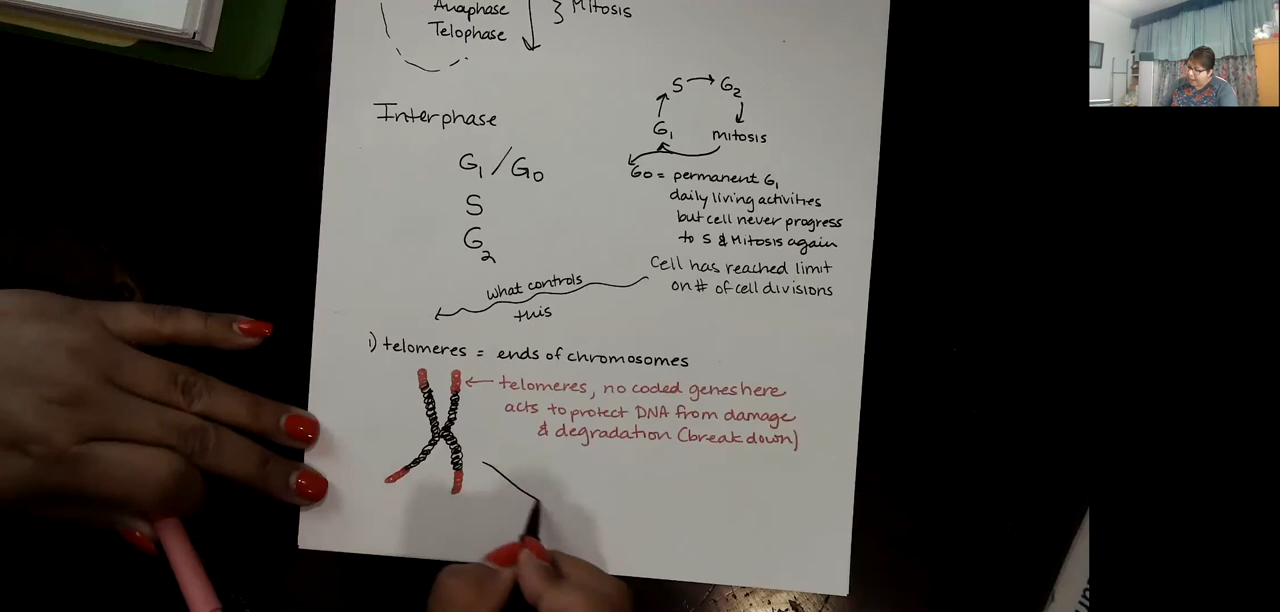 Anaphase
Telophase
} Mitosis
Interphase
G1/G0
S
G2
S → G2
G1
mitosis
G0 = permanent G1
daily living activities
but cell never progress
to S & Mitosis again
Cell has reached limit
on # of cell divisions
what controls
this
1) telomeres = ends of chromosomes
← telomeres, no coded genes here
acts to protect DNA from damage
& degradation (break down)